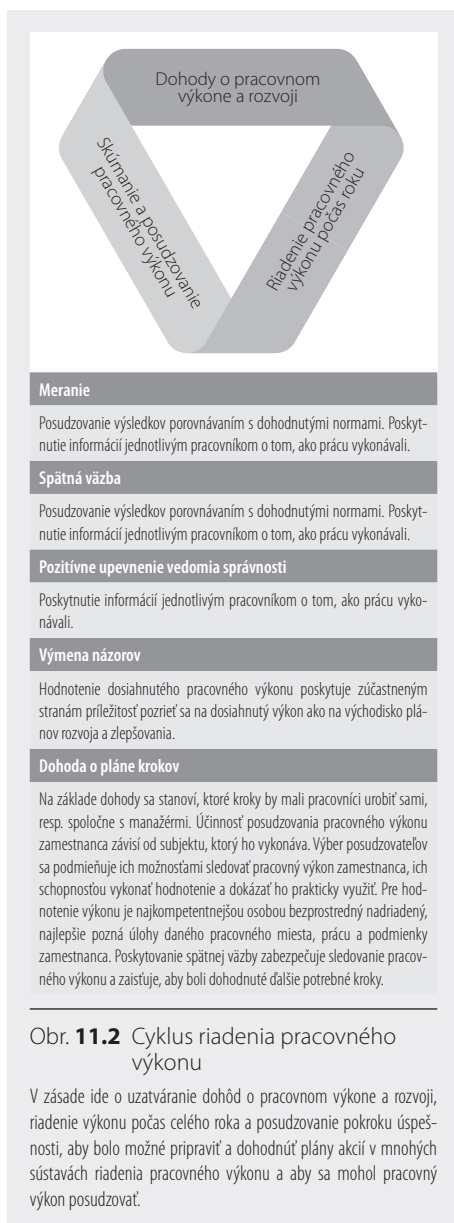 Dohody o pracovnom
výkone a rozvoji
Skúmanie a posudzovanie
pracovného výkonu
Riadenie pracovného
výkonu počas roku
Meranie
Posudzovanie výsledkov porovnávaním s dohodnutými normami. Poskyt-
nutie informácií jednotlivým pracovníkom o tom, ako prácu vykonávali.
Spätná väzba
Posudzovanie výsledkov porovnávaním s dohodnutými normami. Poskyt-
nutie informácií jednotlivým pracovníkom o tom, ako prácu vykonávali.
Pozitívne upevnenie vedomia správnosti
Poskytnutie informácií jednotlivým pracovníkom o tom, ako prácu vyko-
návali.
Výmena názorov
Hodnotenie dosiahnutého pracovného výkonu poskytuje zúčastneným
stranám príležitosť pozrieť sa na dosiahnutý výkon ako na východisko plá-
nov rozvoja a zlepšovania.
Dohoda o pláne krokov
Na základe dohody sa stanoví, ktoré kroky by mali pracovníci urobiť sami,
resp. spoločne s manažérmi. Účinnosť posudzovania pracovného výkonu
zamestnanca závisí od subjektu, ktorý ho vykonáva. Výber posudzovateľov
sa podmieňuje ich možnosťami sledovať pracovný výkon zamestnanca, ich
schopnosťou vykonať hodnotenie a dokázať ho prakticky využiť. Pre hod-
notenie výkonu je najkompetentnejšou osobou bezprostredný nadriadený,
najlepšie pozná úlohy daného pracovného miesta, prácu a podmienky
zamestnanca. Poskytovanie spätnej väzby zabezpečuje sledovanie pracov-
ného výkonu a zaisťuje, aby boli dohodnuté ďalšie potrebné kroky.
Obr. 11.2 Cyklus riadenia pracovného
výkonu
V zásade ide o uzatváranie dohôd o pracovnom výkone a rozvoji,
riadenie výkonu počas celého roka a posudzovanie pokroku úspeš-
nosti, aby bolo možné pripraviť a dohodnúť plány akcií v mnohých
sústavách riadenia pracovného výkonu a aby sa mohol pracovný
výkon posudzovať.